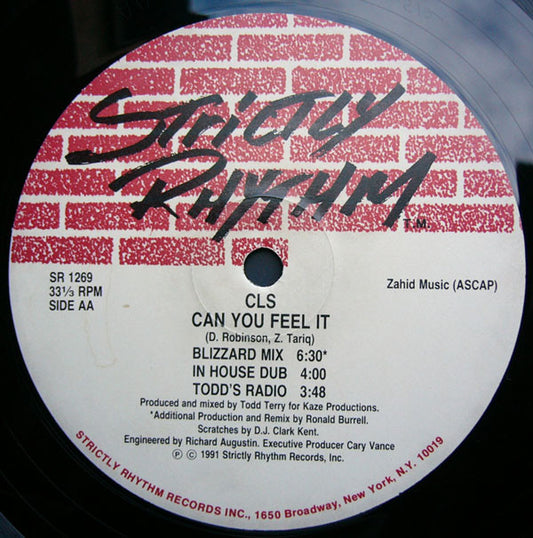 STRICTLY
RHYTHM
T.M.
SR 1269
33⅓ RPM
SIDE AA
Zahid Music (ASCAP)
CLS
CAN YOU FEEL IT
(D. Robinson, Z. Tariq)
BLIZZARD MIX 6:30*
IN HOUSE DUB 4:00
TODD'S RADIO 3:48
Produced and mixed by Todd Terry for Kaze Productions.
*Additional Production and Remix by Ronald Burrell.
Scratches by D.J. Clark Kent.
Engineered by Richard Augustin. Executive Producer Cary Vance
Ⓟ © 1991 Strictly Rhythm Records, Inc.
STRICTLY RHYTHM RECORDS INC., 1650 Broadway, New York, N.Y. 10019